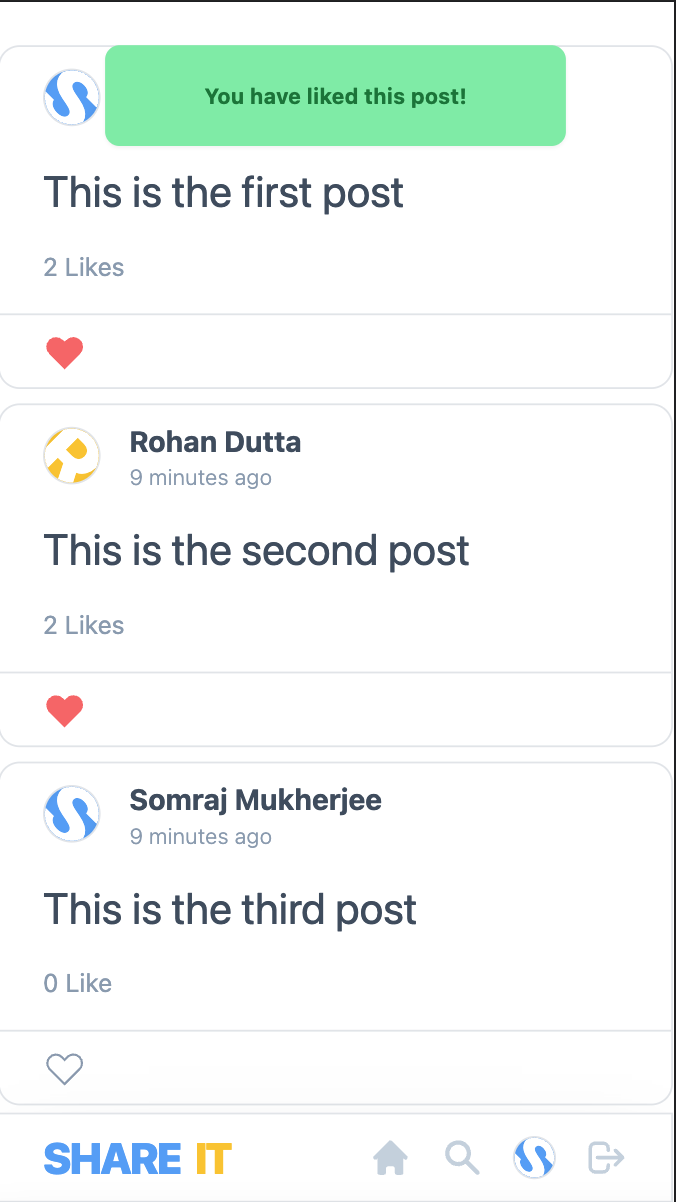 You have liked this post!
This is the first post
2 Likes
Rohan Dutta
9 minutes ago
This is the second post
2 Likes
Somraj Mukherjee
9 minutes ago
This is the third post
0 Like
SHARE IT